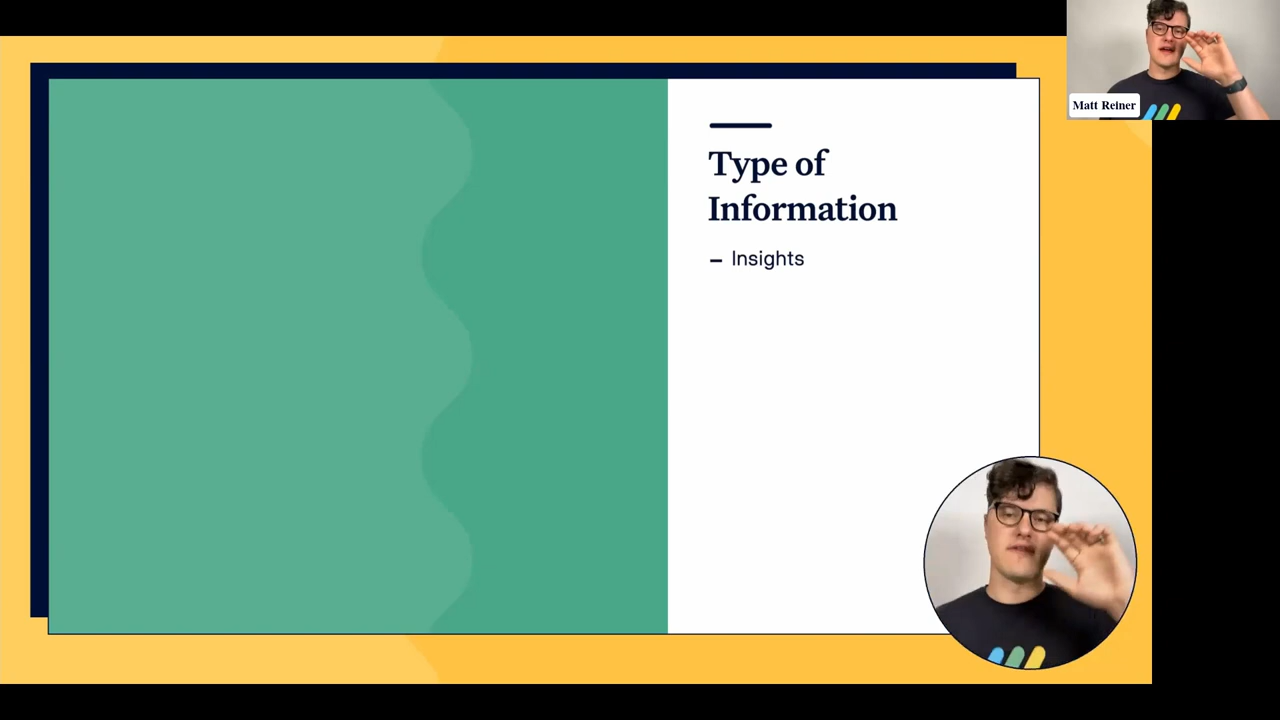 Type of
Information
– Insights
Matt Reiner